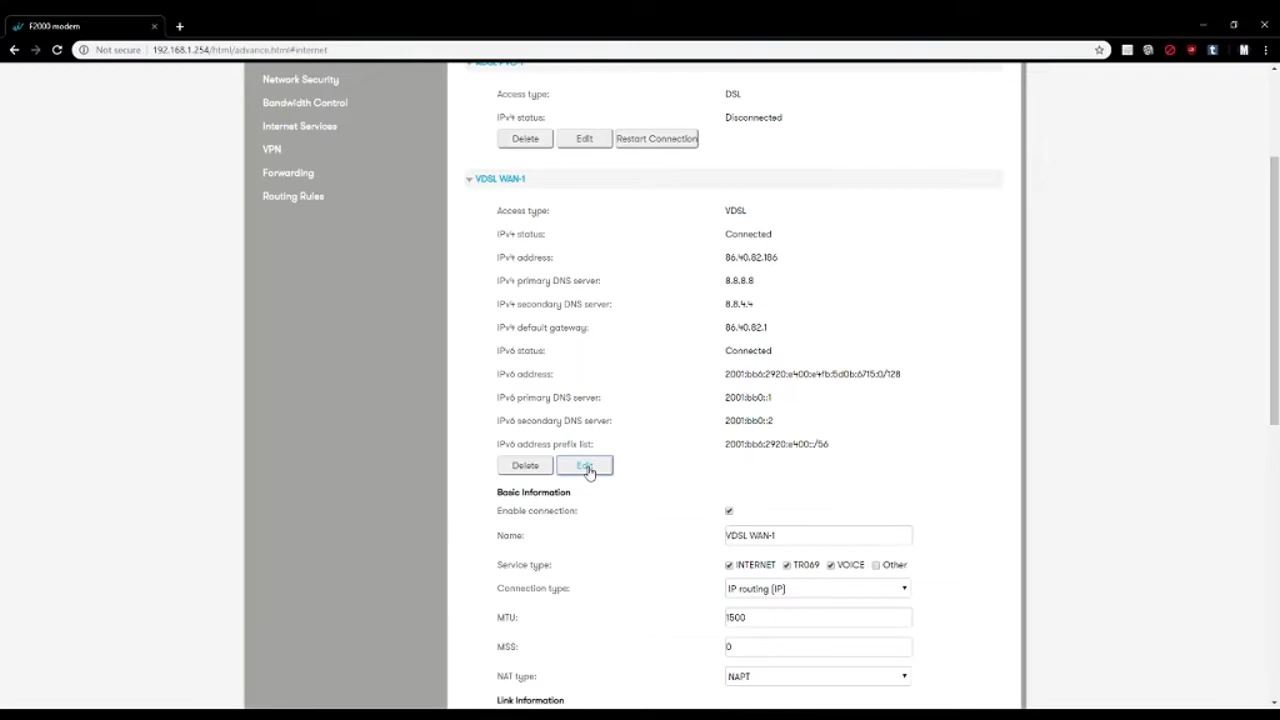 F2000 modem
Not secure 192.168.1.254/html/advance.html#internet
Network Security
Bandwidth Control
Internet Services
VPN
Forwarding
Routing Rules
Access type: DSL
IPv4 status: Disconnected
Delete Edit Restart Connection
VDSL WAN-1
Access type: VDSL
IPv4 status: Connected
IPv4 address: 86.40.82.186
IPv4 primary DNS server: 8.8.8.8
IPv4 secondary DNS server: 8.8.4.4
IPv4 default gateway: 86.40.82.1
IPv6 status: Connected
IPv6 address: 2001:bb6:2920:e400:e4fb:5d0b:6715:0/128
IPv6 primary DNS server: 2001:bb0::1
IPv6 secondary DNS server: 2001:bb0::2
IPv6 address prefix list: 2001:bb6:2920:e400::/56
Delete Edit
Basic Information
Enable connection:
Name: VDSL WAN-1
Service type: INTERNET TR069 VOICE Other
Connection type: IP routing (IP)
MTU: 1500
MSS: 0
NAT type: NAPT
Link Information